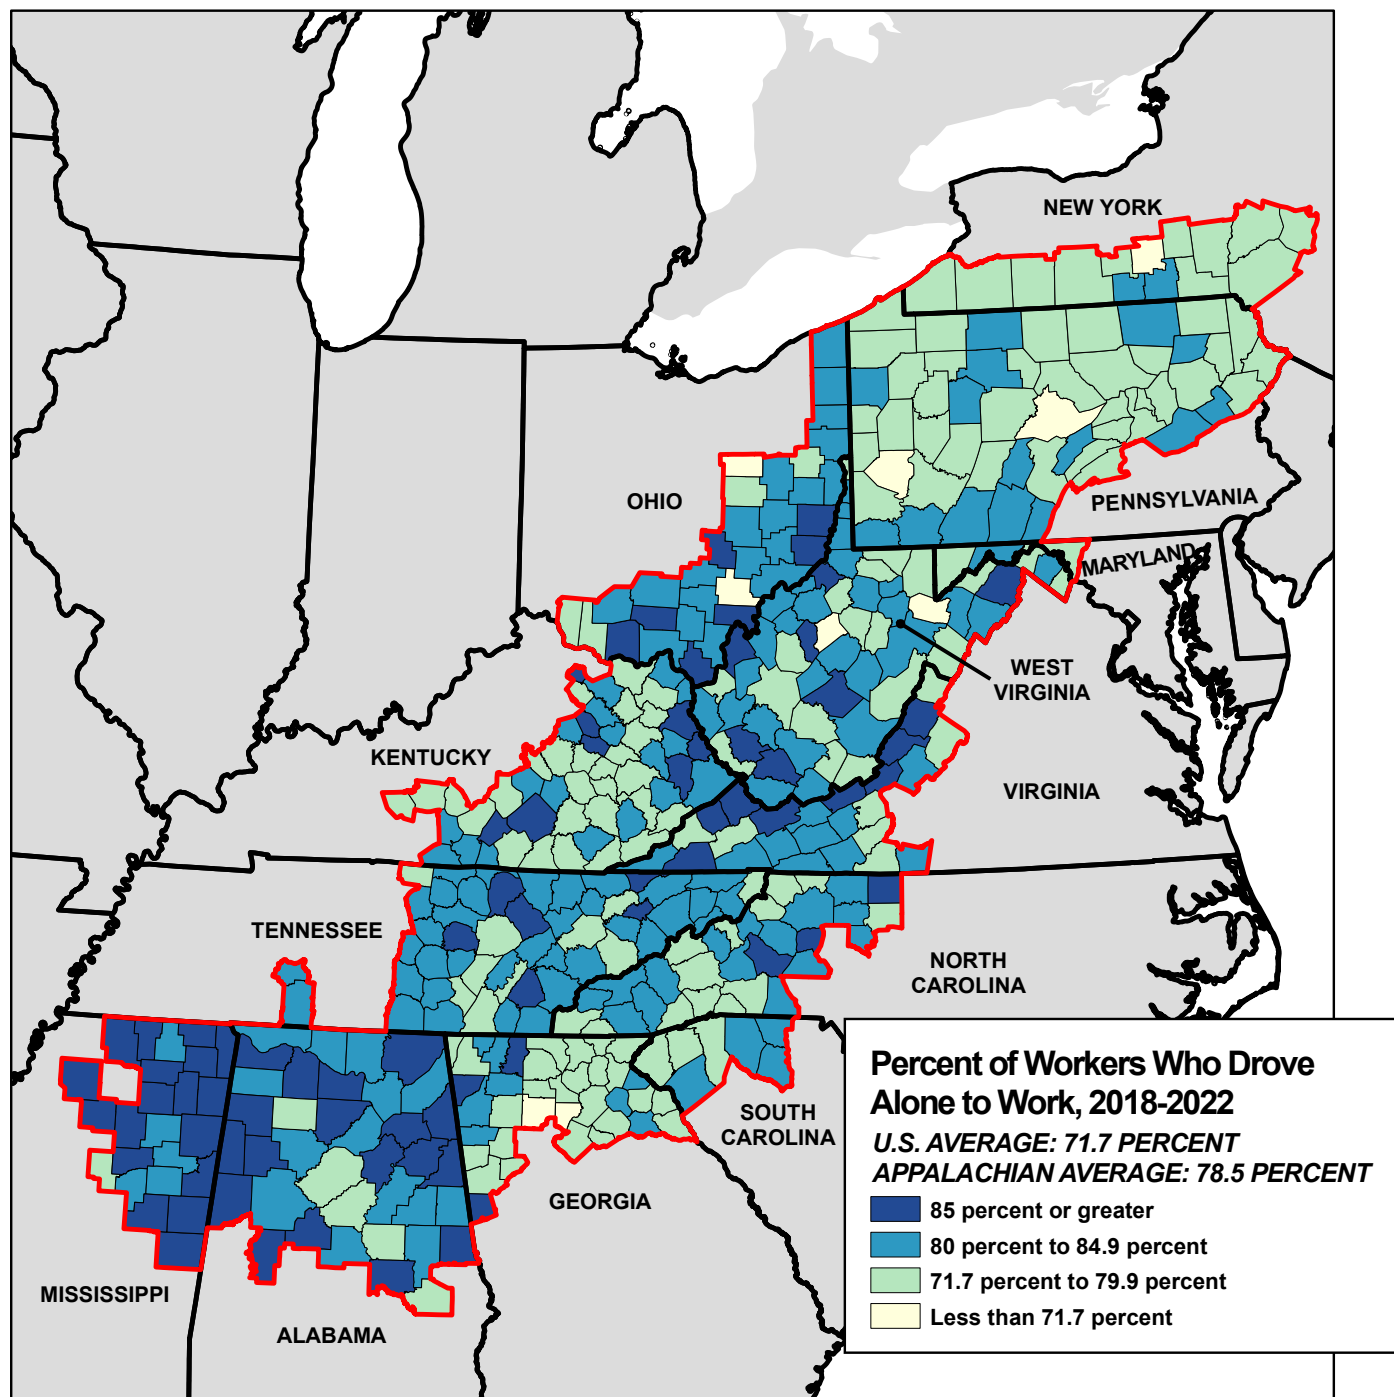 NEW YORK
OHIO
PENNSYLVANIA
MARYLAND
WEST
VIRGINIA
KENTUCKY
VIRGINIA
TENNESSEE
NORTH
CAROLINA
SOUTH
CAROLINA
GEORGIA
MISSISSIPPI
ALABAMA
Percent of Workers Who Drove
Alone to Work, 2018-2022
U.S. AVERAGE: 71.7 PERCENT
APPALACHIAN AVERAGE: 78.5 PERCENT
85 percent or greater
80 percent to 84.9 percent
71.7 percent to 79.9 percent
Less than 71.7 percent